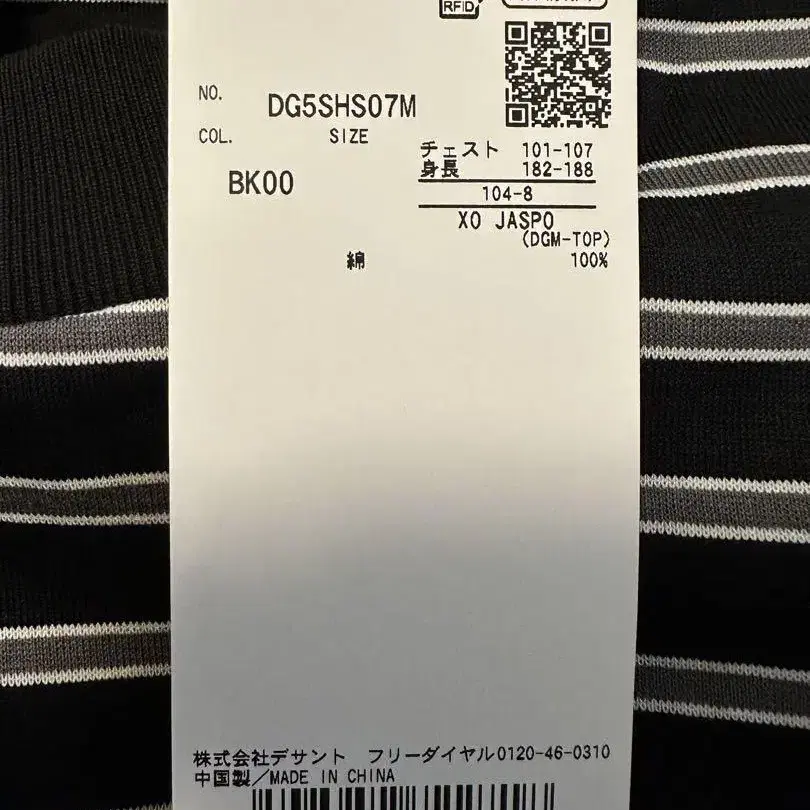 RFID
NO. DG5SHS07M
COL. SIZE
BK00
チェスト 101-107
身長 182-188
104-8
XO JASPO
(DGM-TOP)
綿 100%
株式会社デサント フリーダイヤル0120-46-0310
中国製/MADE IN CHINA